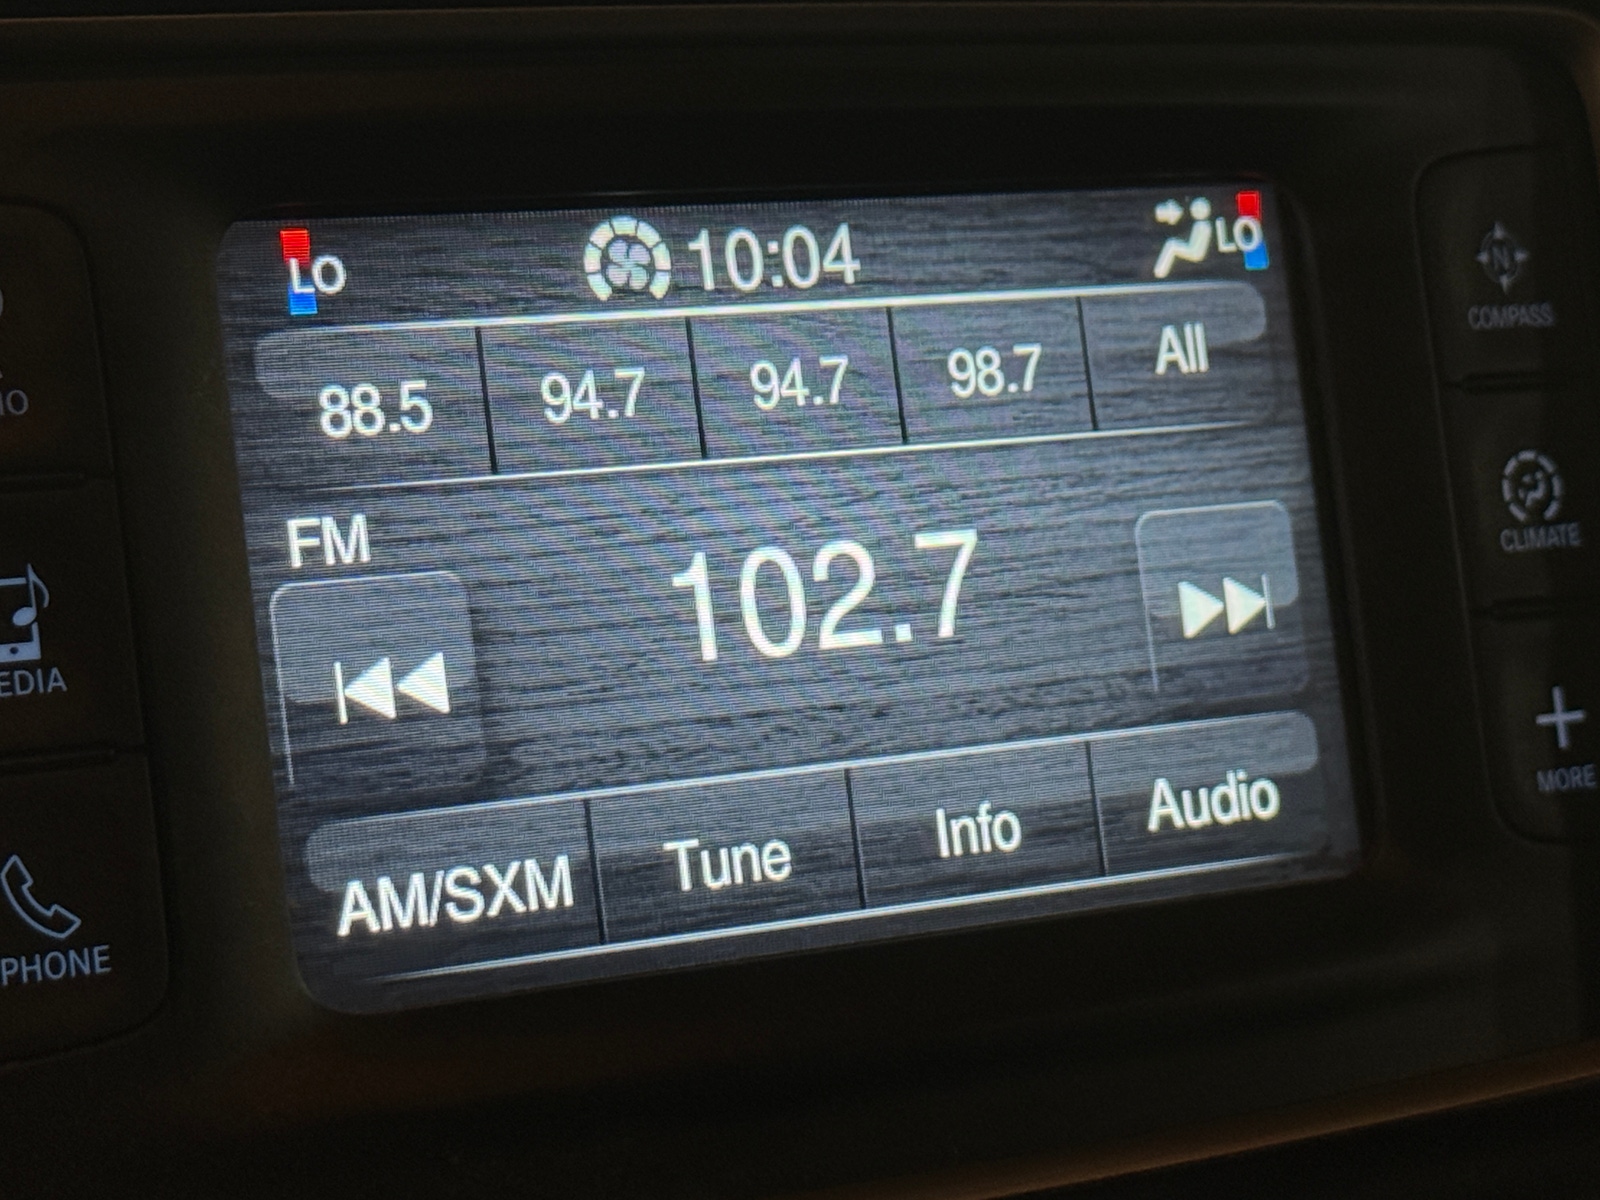 LO 10:04 LO
88.5 94.7 94.7 98.7 All
FM
102.7
AM/SXM Tune Info Audio
PHONE
N
COMPASS
CLIMATE
MORE